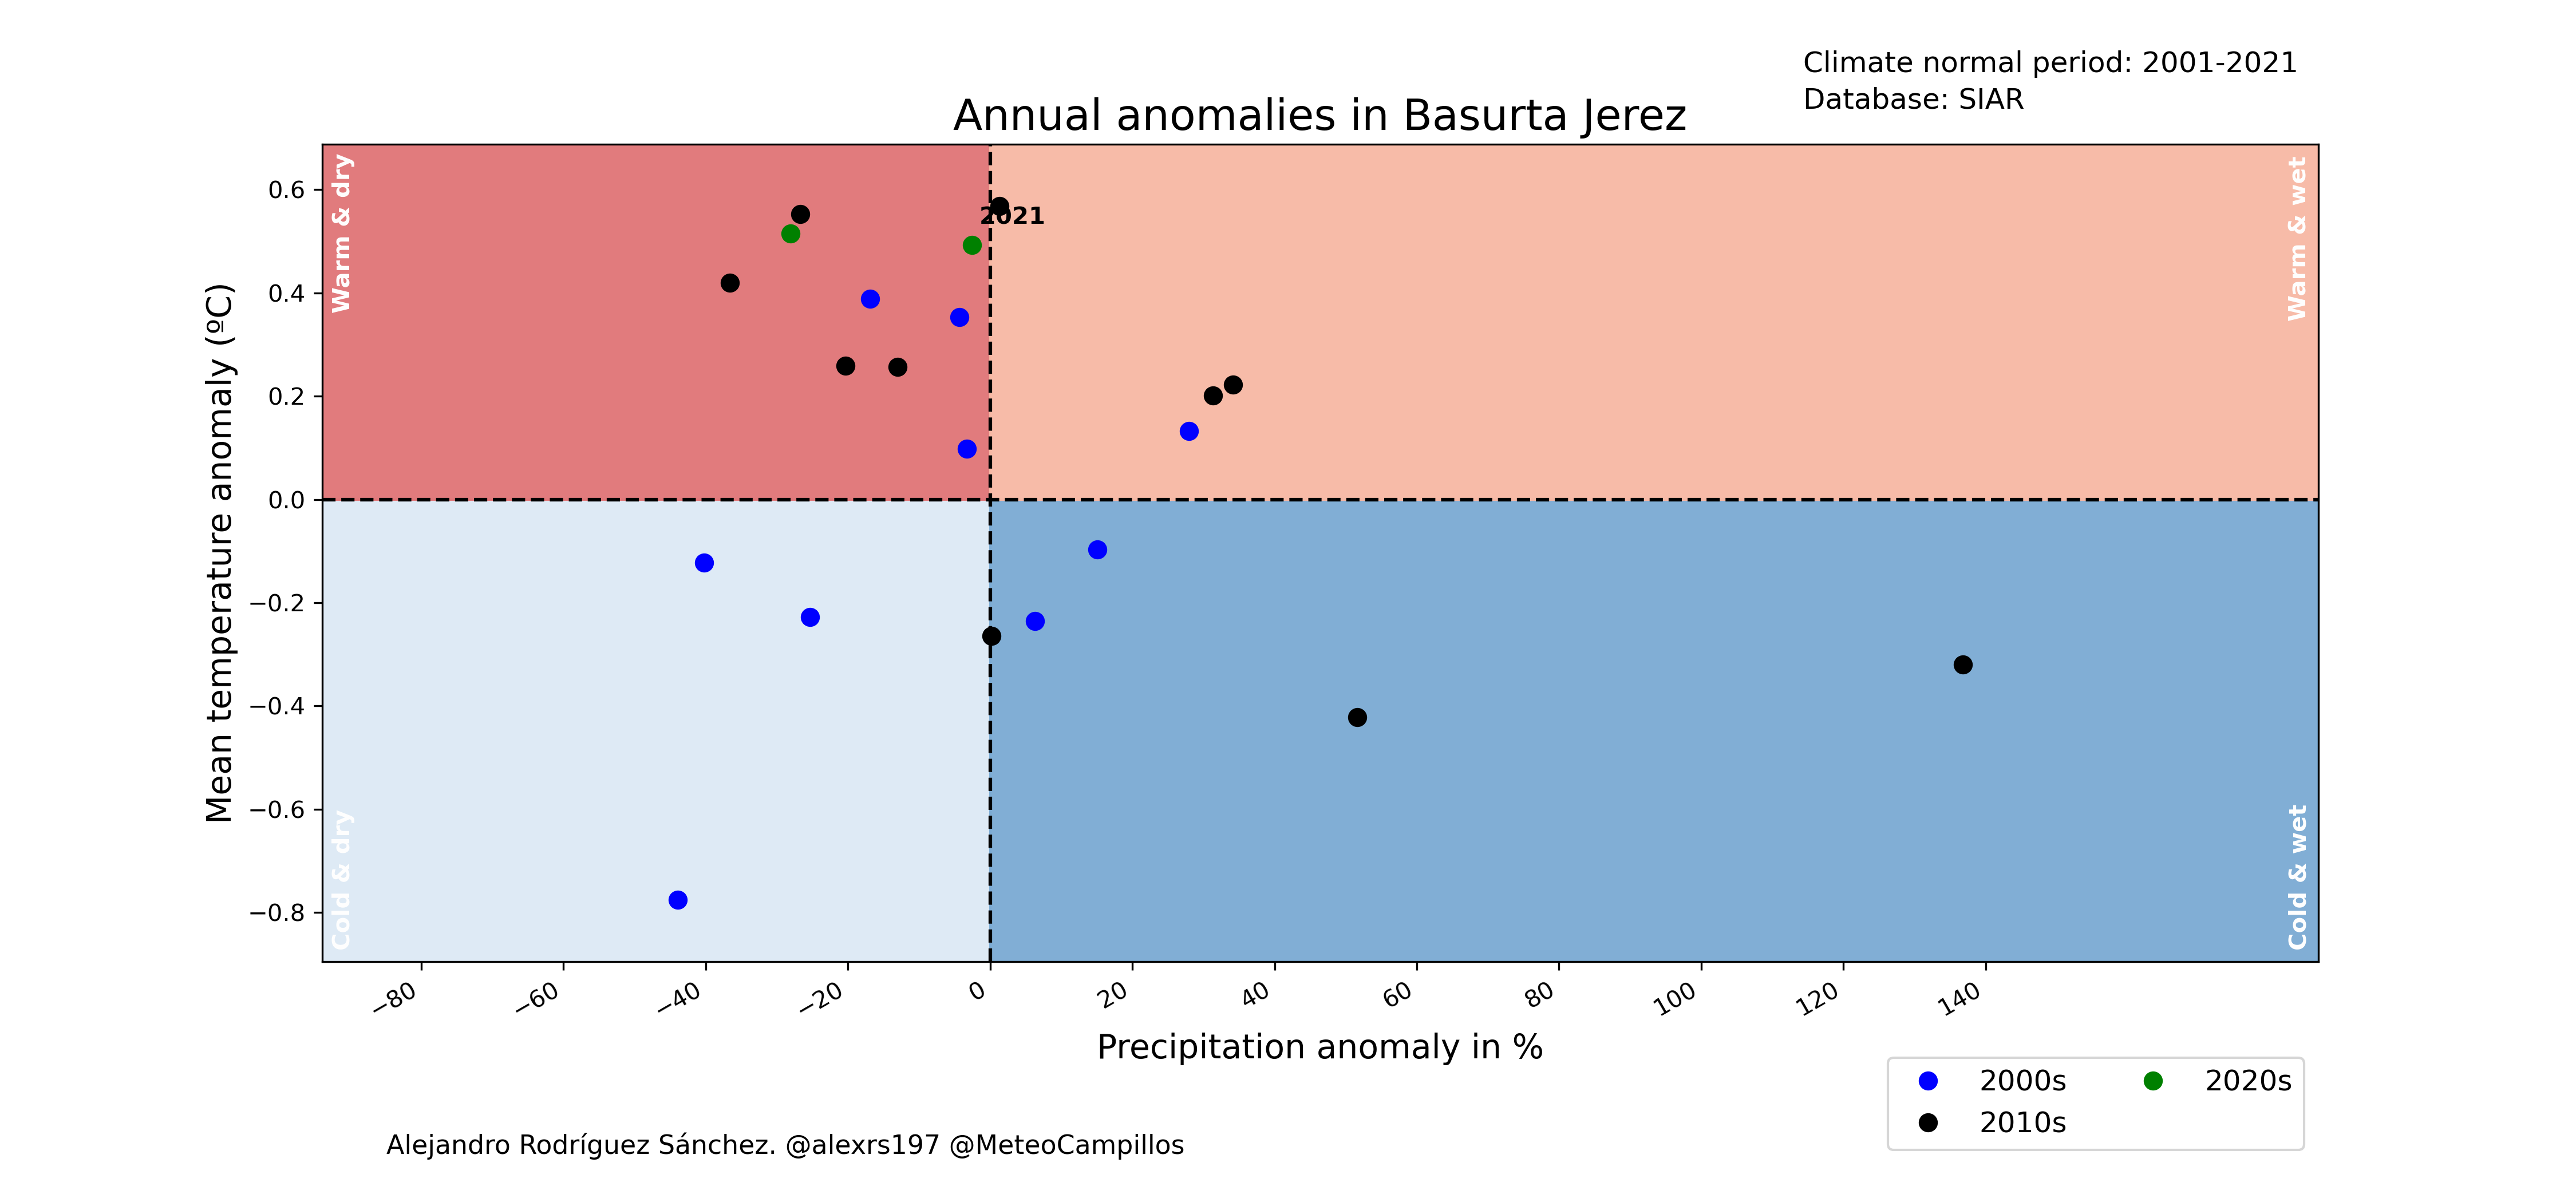 Climate normal period: 2001-2021
Database: SIAR
Annual anomalies in Basurta Jerez
Warm & dry
Warm & wet
2021
0.6
0.4
0.2
0.0
−0.2
−0.4
−0.6
−0.8
Mean temperature anomaly (ºC)
Cold & dry
Cold & wet
−80
−60
−40
−20
0
20
40
60
80
100
120
140
Precipitation anomaly in %
2000s
2020s
2010s
Alejandro Rodríguez Sánchez. @alexrs197 @MeteoCampillos